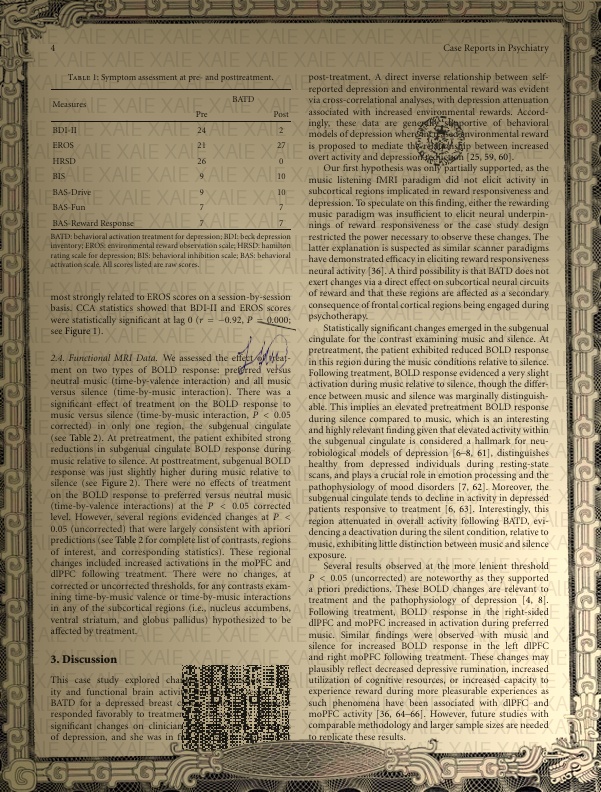 4
Case Reports in Psychiatry
TABLE 1: Symptom assessment at pre- and posttreatment.
Measures
BATD
Pre Post
BDI-II 24 2
EROS 21 27
HRSD 26 0
BIS 9 10
BAS-Drive 9 10
BAS-Fun 7 7
BAS-Reward Response 7 7
BATD: behavioral activation treatment for depression; BDI: beck depression
inventory; EROS: environmental reward observation scale; HRSD: hamilton
rating scale for depression; BIS: behavioral inhibition scale; BAS: behavioral
activation scale. All scores listed are raw scores.
most strongly related to EROS scores on a session-by-session
basis. CCA statistics showed that BDI-II and EROS scores
were statistically significant at lag 0 (r = −0.92, P = 0.000;
see Figure 1).
2.4. Functional MRI Data. We assessed the effect of treat-
ment on two types of BOLD response: preferred versus
neutral music (time-by-valence interaction) and all music
versus silence (time-by-music interaction). There was a
significant effect of treatment on the BOLD response to
music versus silence (time-by-music interaction, P < 0.05
corrected) in only one region, the subgenual cingulate
(see Table 2). At pretreatment, the patient exhibited strong
reductions in subgenual cingulate BOLD response during
music relative to silence. At posttreatment, subgenual BOLD
response was just slightly higher during music relative to
silence (see Figure 2). There were no effects of treatment
on the BOLD response to preferred versus neutral music
(time-by-valence interactions) at the P < 0.05 corrected
level. However, several regions evidenced changes at P <
0.05 (uncorrected) that were largely consistent with apriori
predictions (see Table 2 for complete list of contrasts, regions
of interest, and corresponding statistics). These regional
changes included increased activations in the moPFC and
dlPFC following treatment. There were no changes, at
corrected or uncorrected thresholds, for any contrasts exam-
ining time-by-music valence or time-by-music interactions
in any of the subcortical regions (i.e., nucleus accumbens,
ventral striatum, and globus pallidus) hypothesized to be
affected by treatment.
3. Discussion
This case study explored
ity and functional brain
BATD for a depressed breast
responded favorably to
significant changes on
of depression, and she was in
post-treatment. A direct inverse relationship between self-
reported depression and environmental reward was evident
via cross-correlational analyses, with depression attenuation
associated with increased environmental rewards. Accord-
ingly, these data are generally supportive of behavioral
models of depression where environmental reward
is proposed to mediate the relationship between increased
overt activity and depression reduction [25, 59, 60].
Our first hypothesis was only partially supported, as the
music listening fMRI paradigm did not elicit activity in
subcortical regions implicated in reward responsiveness and
depression. To speculate on this finding, either the rewarding
music paradigm was insufficient to elicit neural underpin-
nings of reward responsiveness or the case study design
restricted the power necessary to observe these changes. The
latter explanation is suspected as similar scanner paradigms
have demonstrated efficacy in eliciting reward responsiveness
neural activity [36]. A third possibility is that BATD does not
exert changes via a direct effect on subcortical neural circuits
of reward and that these regions are affected as a secondary
consequence of frontal cortical regions being engaged during
psychotherapy.
Statistically significant changes emerged in the subgenual
cingulate for the contrast examining music and silence. At
pretreatment, the patient exhibited reduced BOLD response
in this region during the music conditions relative to silence.
Following treatment, BOLD response evidenced a very slight
activation during music relative to silence, though the differ-
ence between music and silence was marginally distinguish-
able. This implies an elevated pretreatment BOLD response
during silence compared to music, which is an interesting
and highly relevant finding given that elevated activity within
the subgenual cingulate is considered a hallmark for neu-
robiological models of depression [6–8, 61], distinguishes
healthy from depressed individuals during resting-state
scans, and plays a crucial role in emotion processing and the
pathophysiology of mood disorders [7, 62]. Moreover, the
subgenual cingulate tends to decline in activity in depressed
patients responsive to treatment [6, 63]. Interestingly, this
region attenuated in overall activity following BATD, evi-
dencing a deactivation during the silent condition, relative to
music, exhibiting little distinction between music and silence
exposure.
Several results observed at the more lenient threshold
P < 0.05 (uncorrected) are noteworthy as they supported
a priori predictions. These BOLD changes are relevant to
treatment and the pathophysiology of depression [4, 8].
Following treatment, BOLD response in the right-sided
dlPFC and moPFC increased in activation during preferred
music. Similar findings were observed with music and
silence for increased BOLD response in the left dlPFC
and right moPFC following treatment. These changes may
plausibly reflect decreased depressive rumination, increased
utilization of cognitive resources, or increased capacity to
experience reward during more pleasurable experiences as
such phenomena have been associated with dlPFC and
moPFC activity [36, 64–66]. However, future studies with
comparable methodology and larger sample sizes are needed
to replicate these results.